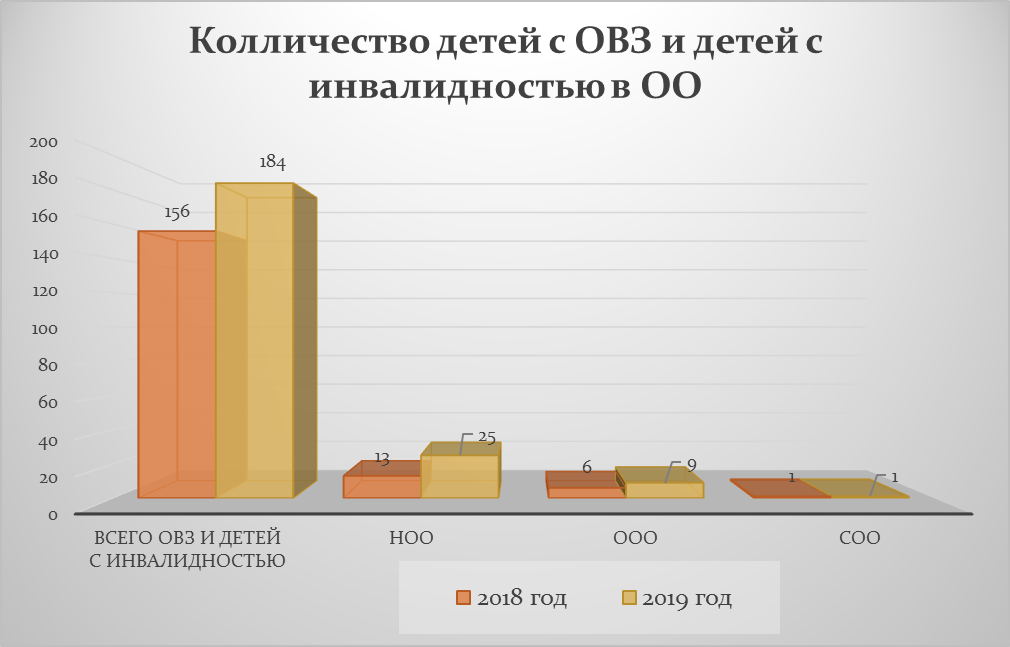 Колличество детей с ОВЗ и детей с
инвалидностью в ОО
200
180
160
140
120
100
80
60
40
20
0
156
184
13
25
6
9
1
1
ВСЕГО ОВЗ И ДЕТЕЙ
С ИНВАЛИДНОСТЬЮ
НОО
ООО
СОО
2018 год
2019 год